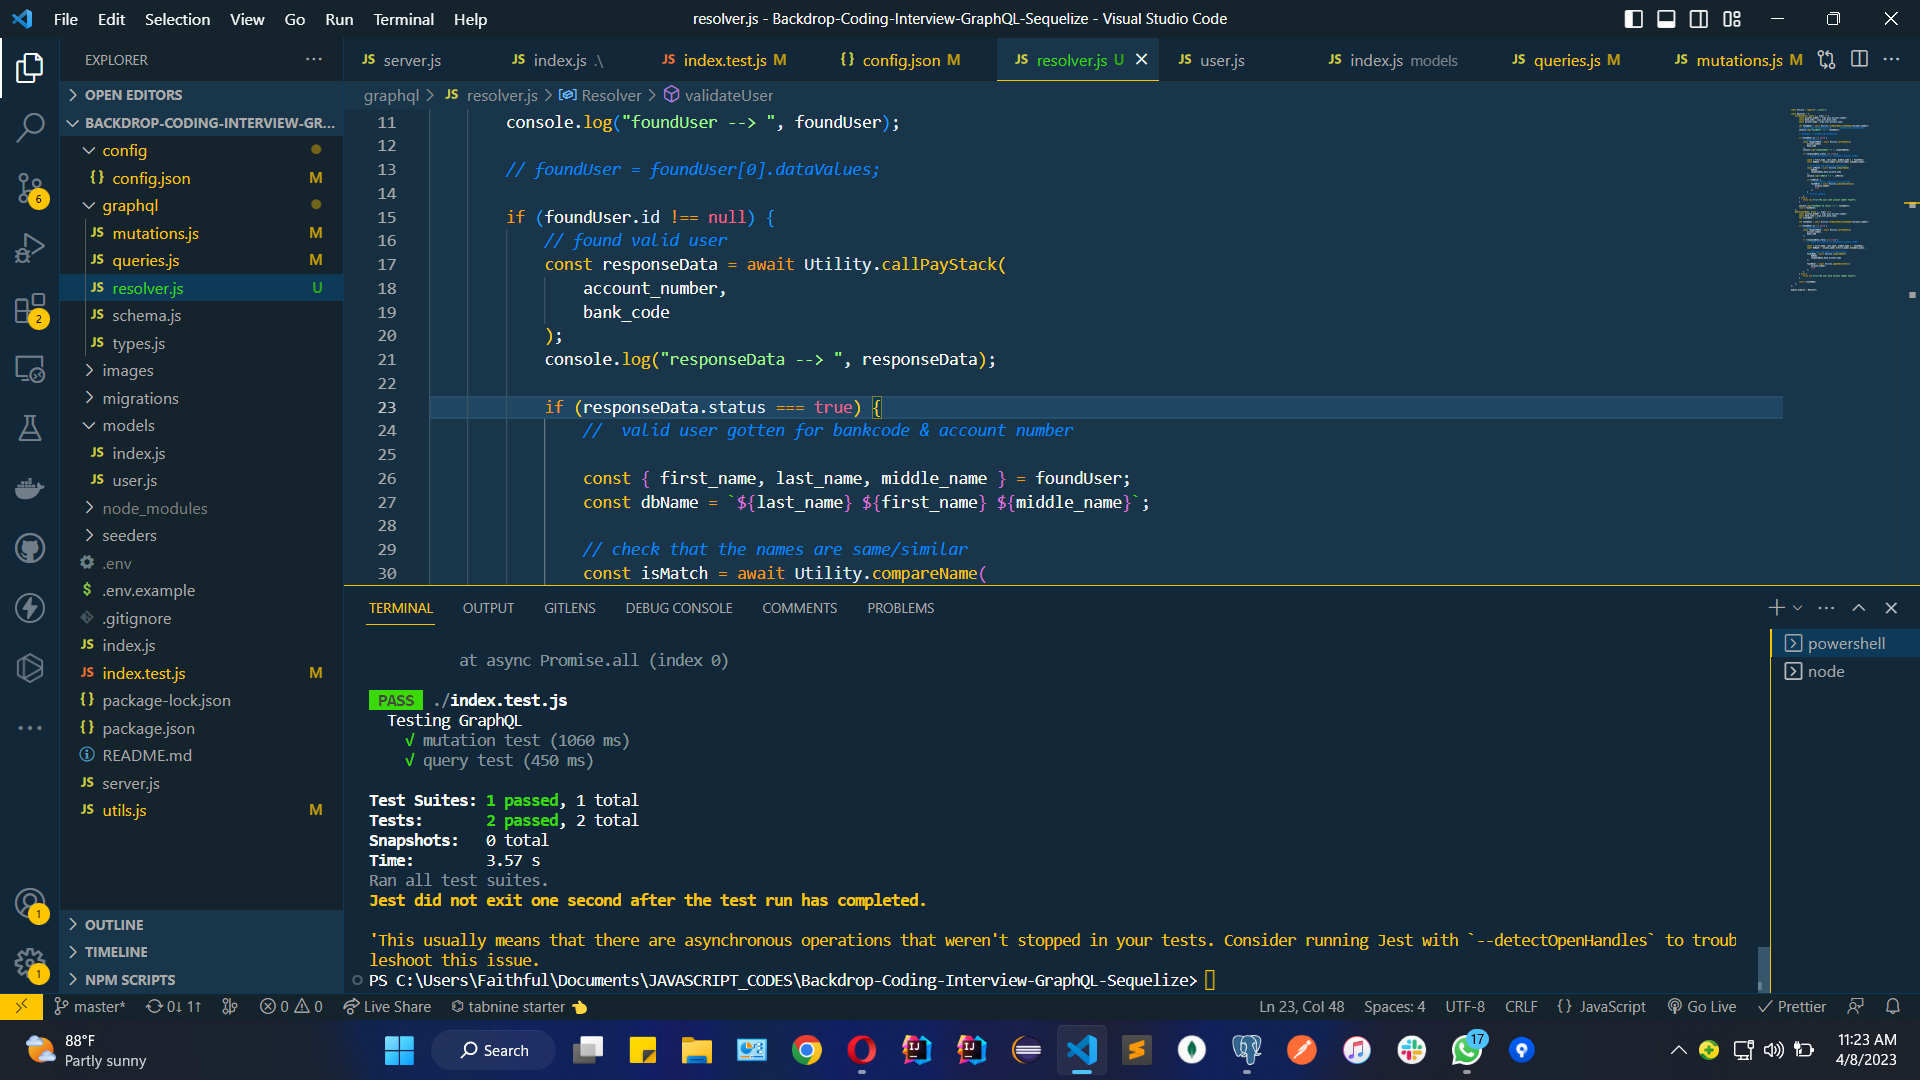 File Edit Selection View Go Run Terminal Help
resolver.js - Backdrop-Coding-Interview-GraphQL-Sequelize - Visual Studio Code
EXPLORER
OPEN EDITORS
BACKDROP-CODING-INTERVIEW-GR...
config
{} config.json M
graphql
JS mutations.js M
JS queries.js M
JS resolver.js U
JS schema.js
JS types.js
images
migrations
models
JS index.js
JS user.js
node_modules
seeders
.env
$ .env.example
.gitignore
JS index.js
JS index.test.js M
{} package-lock.json
{} package.json
README.md
JS server.js
JS utils.js M
OUTLINE
TIMELINE
NPM SCRIPTS
6
2
1
1
JS server.js
JS index.js .\
JS index.test.js M
{} config.json M
JS resolver.js U
JS user.js
JS index.js models
JS queries.js M
JS mutations.js M
graphql > JS resolver.js > Resolver > validateUser
11 console.log("foundUser --> ", foundUser);
12
13 // foundUser = foundUser[0].dataValues;
14
15 if (foundUser.id !== null) {
16 // found valid user
17 const responseData = await Utility.callPayStack(
18 account_number,
19 bank_code
20 );
21 console.log("responseData --> ", responseData);
22
23 if (responseData.status === true) {
24 //  valid user gotten for bankcode & account number
25
26 const { first_name, last_name, middle_name } = foundUser;
27 const dbName = `${last_name} ${first_name} ${middle_name}`;
28
29 // check that the names are same/similar
30 const isMatch = await Utility.compareName(
TERMINAL OUTPUT GITLENS DEBUG CONSOLE COMMENTS PROBLEMS
powershell
node
at async Promise.all (index 0)
PASS ./index.test.js
Testing GraphQL
√ mutation test (1060 ms)
√ query test (450 ms)
Test Suites: 1 passed, 1 total
Tests: 2 passed, 2 total
Snapshots: 0 total
Time: 3.57 s
Ran all test suites.
Jest did not exit one second after the test run has completed.
'This usually means that there are asynchronous operations that weren't stopped in your tests. Consider running Jest with `--detectOpenHandles` to troub
leshoot this issue.
PS C:\Users\Faithful\Documents\JAVASCRIPT_CODES\Backdrop-Coding-Interview-GraphQL-Sequelize>
master* 0↓ 1↑ 0 0 Live Share tabnine starter Ln 23, Col 48 Spaces: 4 UTF-8 CRLF {} JavaScript Go Live Prettier
88°F
Partly sunny
Search
IJ
IJ
17
11:23 AM
4/8/2023